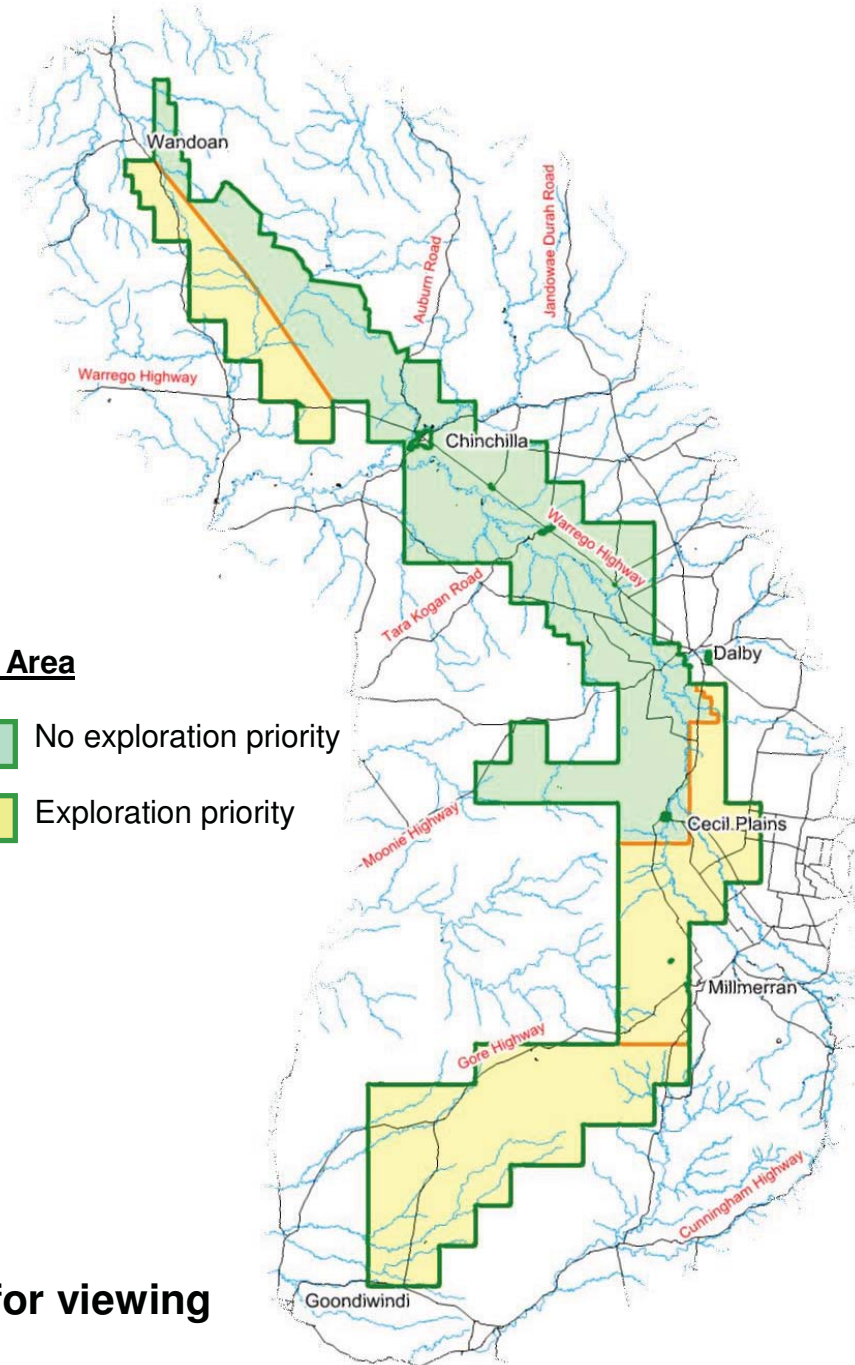 Wandoan
Auburn Road
Jandowae Durah Road
Warrego Highway
Chinchilla
Warrego Highway
Tara Kogan Road
Area
Dalby
No exploration priority
Exploration priority
Moonie Highway
Cecil Plains
Millmerran
Gore Highway
Cunningham Highway
for viewing
Goondiwindi